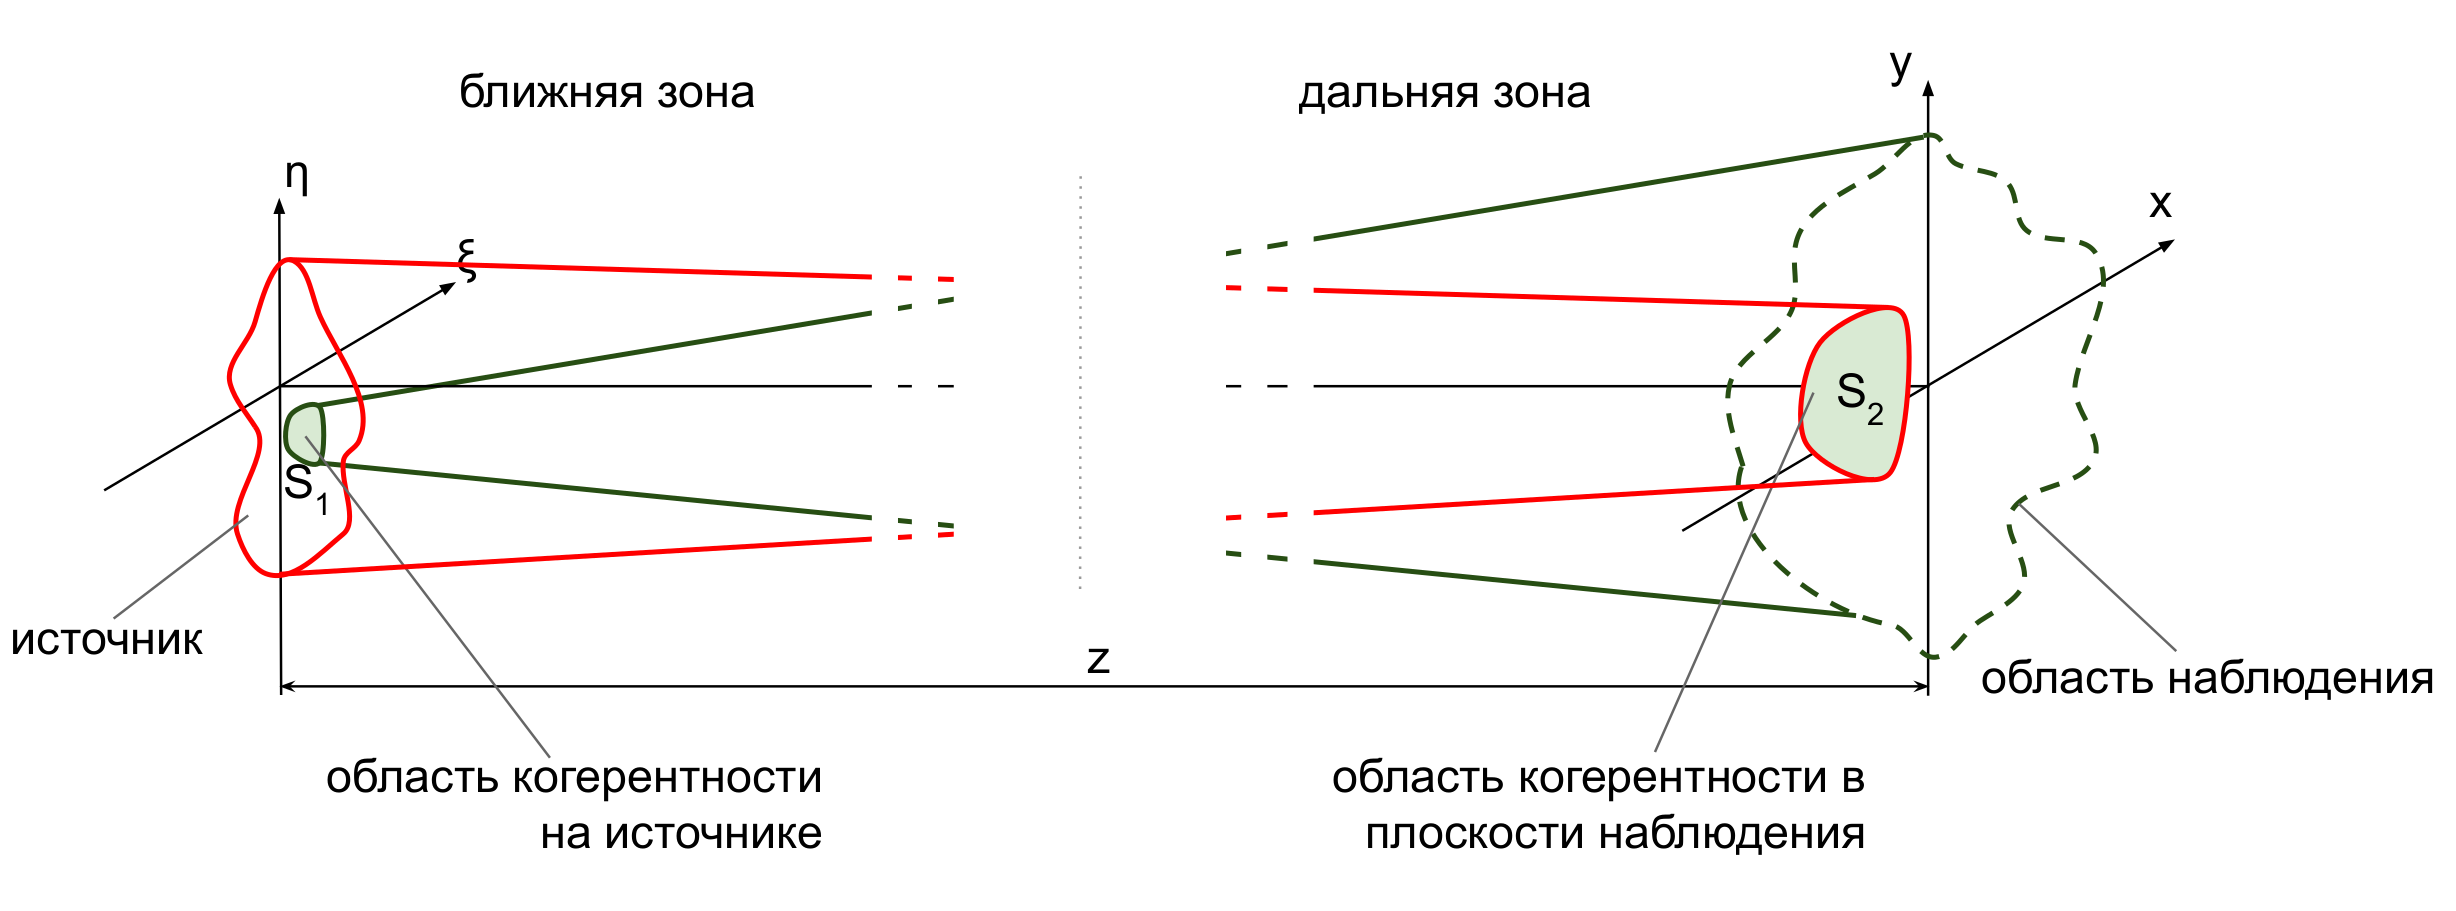 ближняя зона
дальняя зона
y
η
x
ξ
S₂
S₁
источник
z
область наблюдения
область когерентности
на источнике
область когерентности в
плоскости наблюдения